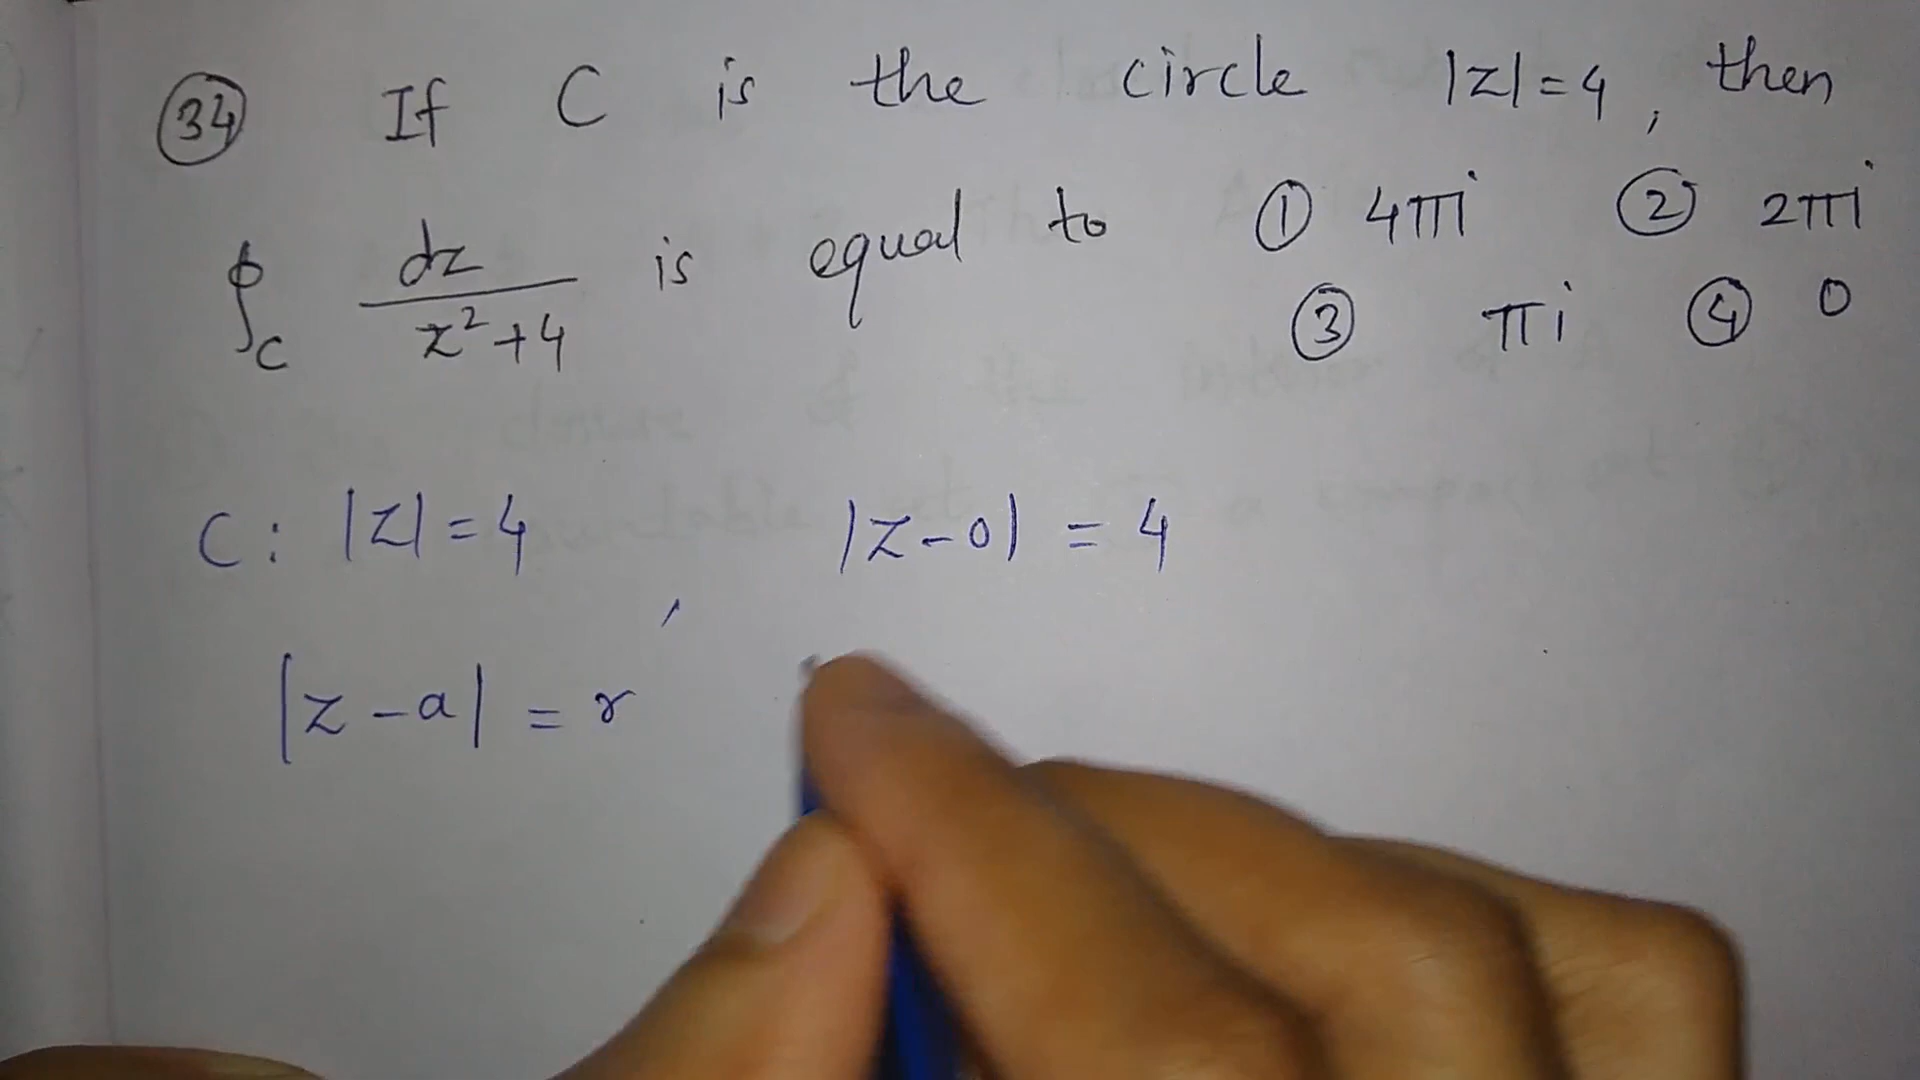 34 If C is the circle |z|=4, then
∮C dz/z²+4 is equal to ① 4πi ② 2πi
③ πi ④ 0
C: |z|=4 |z-0| = 4
|z-a| = r